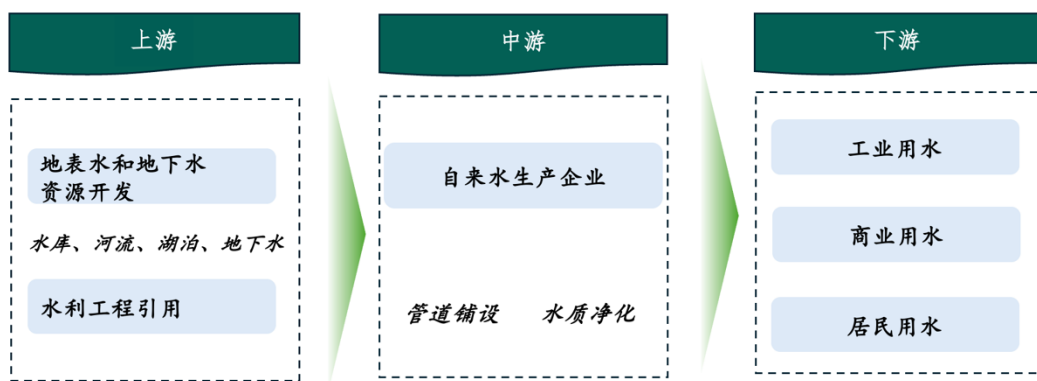 上游
地表水和地下水
资源开发
水库、河流、湖泊、地下水
水利工程引用
中游
自来水生产企业
管道铺设 水质净化
下游
工业用水
商业用水
居民用水